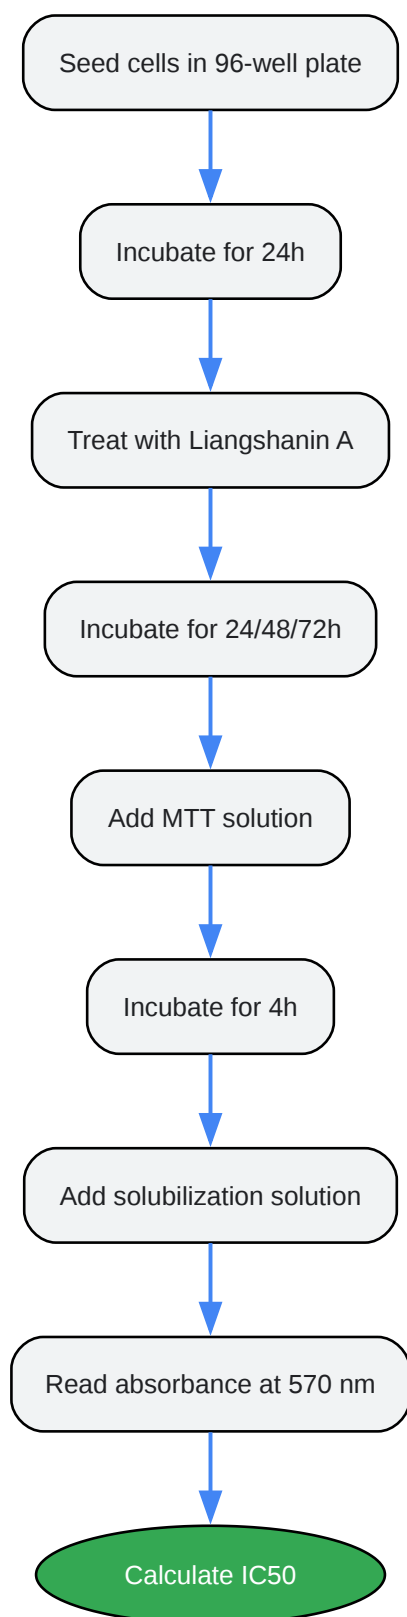 Seed cells in 96-well plate
Incubate for 24h
Treat with Liangshanin A
Incubate for 24/48/72h
Add MTT solution
Incubate for 4h
Add solubilization solution
Read absorbance at 570 nm
Calculate IC50